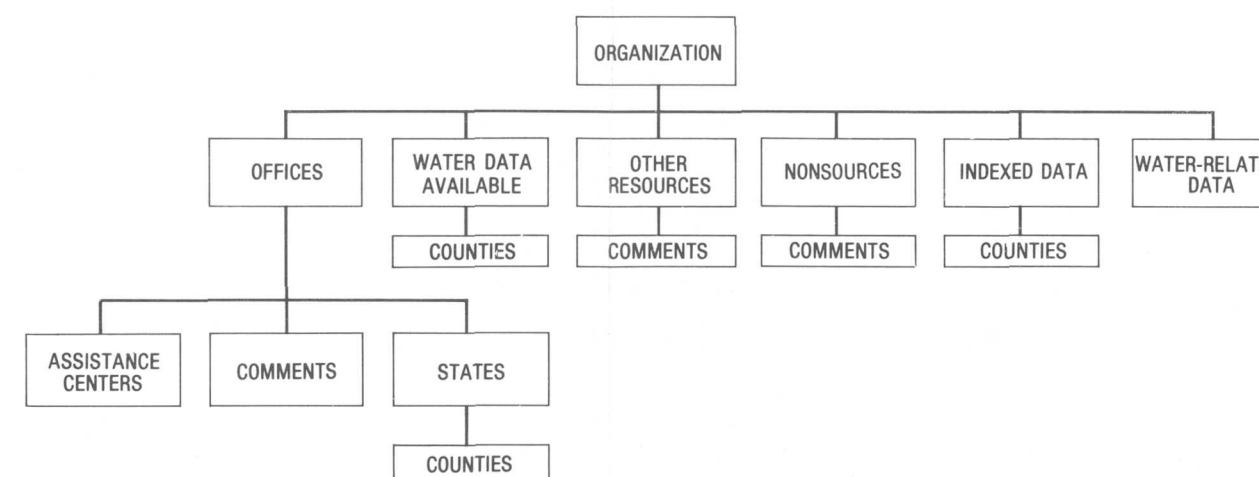 ORGANIZATION
OFFICES
WATER DATA
AVAILABLE
OTHER
RESOURCES
NONSOURCES
INDEXED DATA
WATER-RELAT
DATA
COUNTIES
COMMENTS
COMMENTS
COUNTIES
ASSISTANCE
CENTERS
COMMENTS
STATES
COUNTIES